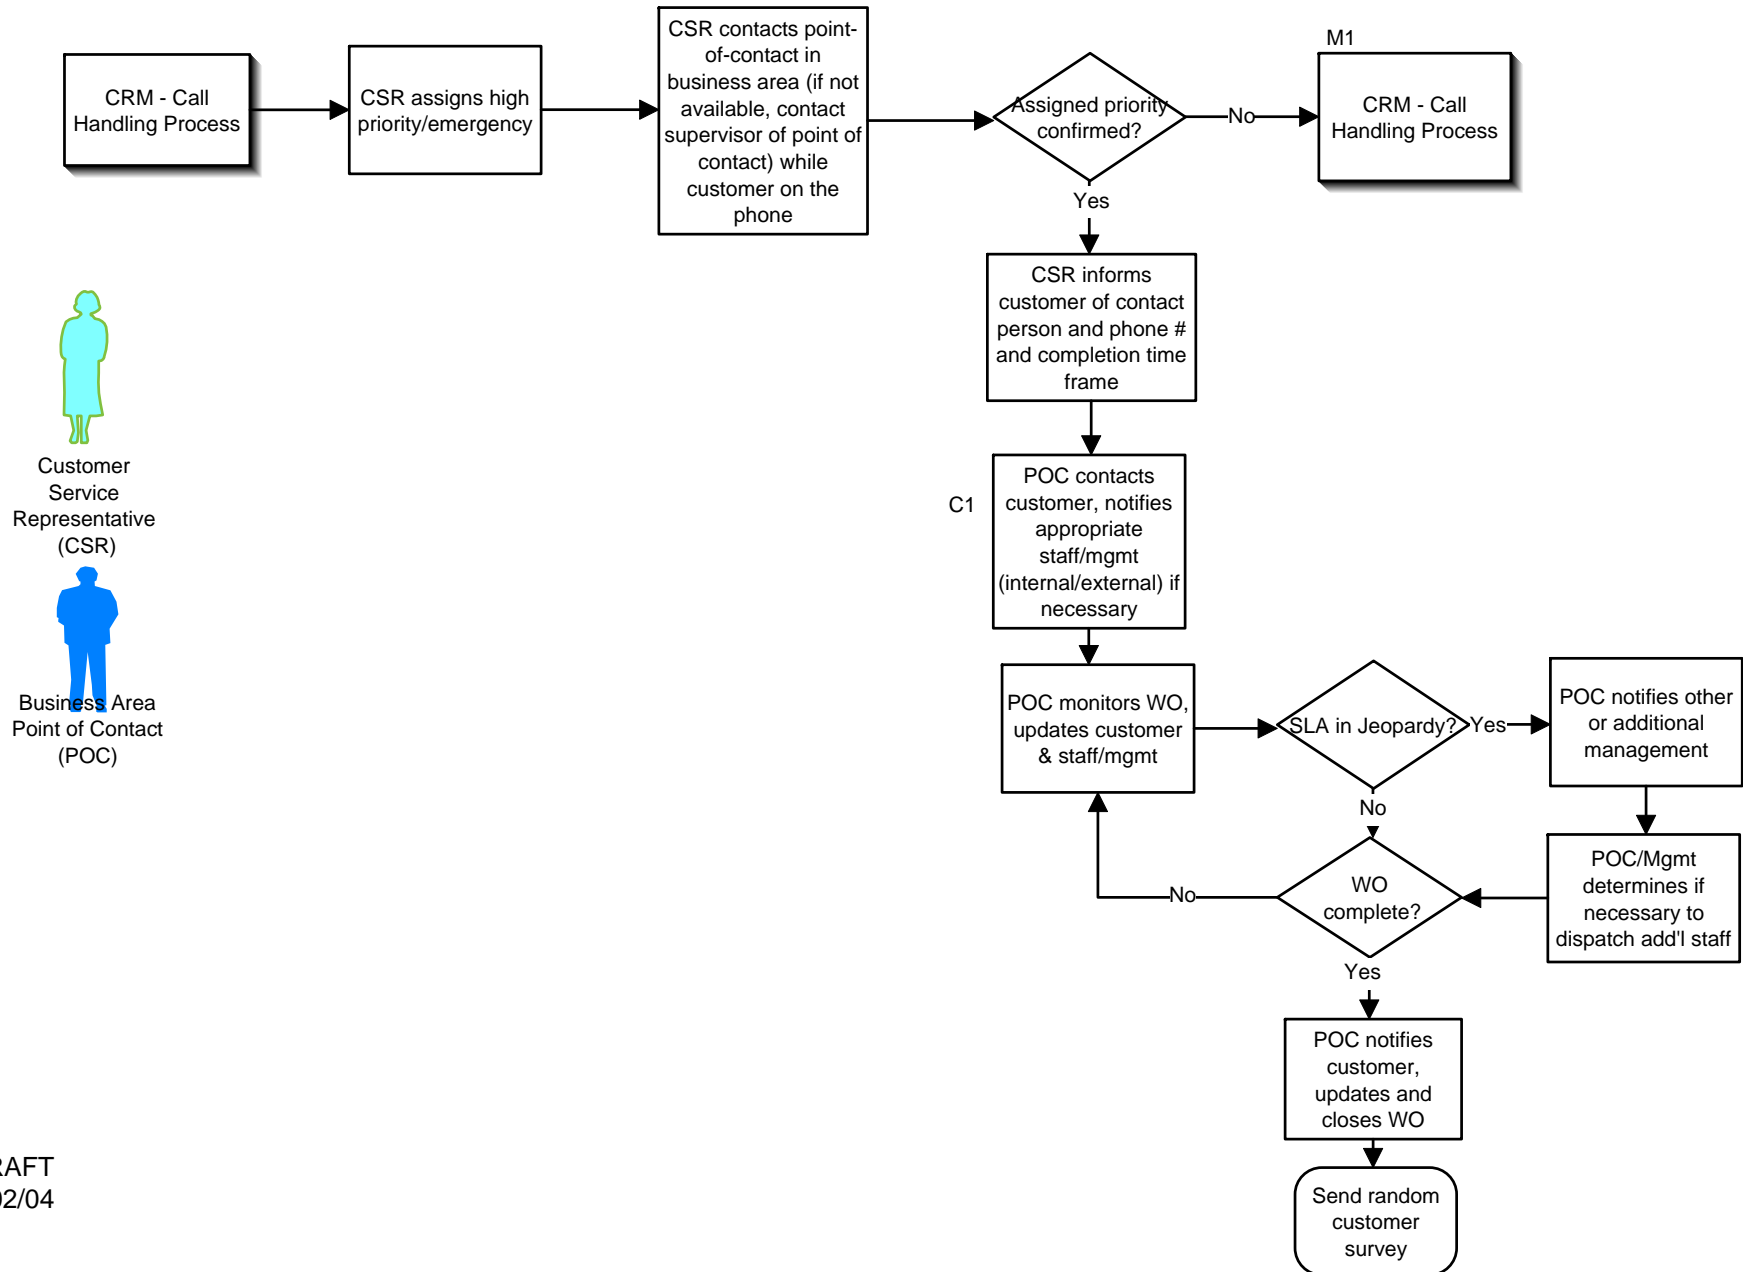 CRM - Call
Handling Process
CSR assigns high
priority/emergency
CSR contacts point-
of-contact in
business area (if not
available, contact
supervisor of point of
contact) while
customer on the
phone
Assigned priority
confirmed?
No
M1
CRM - Call
Handling Process
Yes
CSR informs
customer of contact
person and phone #
and completion time
frame
Customer
Service
Representative
(CSR)
C1
POC contacts
customer, notifies
appropriate
staff/mgmt
(internal/external) if
necessary
Business Area
Point of Contact
(POC)
POC monitors WO,
updates customer
& staff/mgmt
SLA in Jeopardy?
Yes
POC notifies other
or additional
management
No
POC/Mgmt
determines if
necessary to
dispatch add'l staff
WO
complete?
No
Yes
POC notifies
customer,
updates and
closes WO
Send random
customer
survey
RAFT
02/04